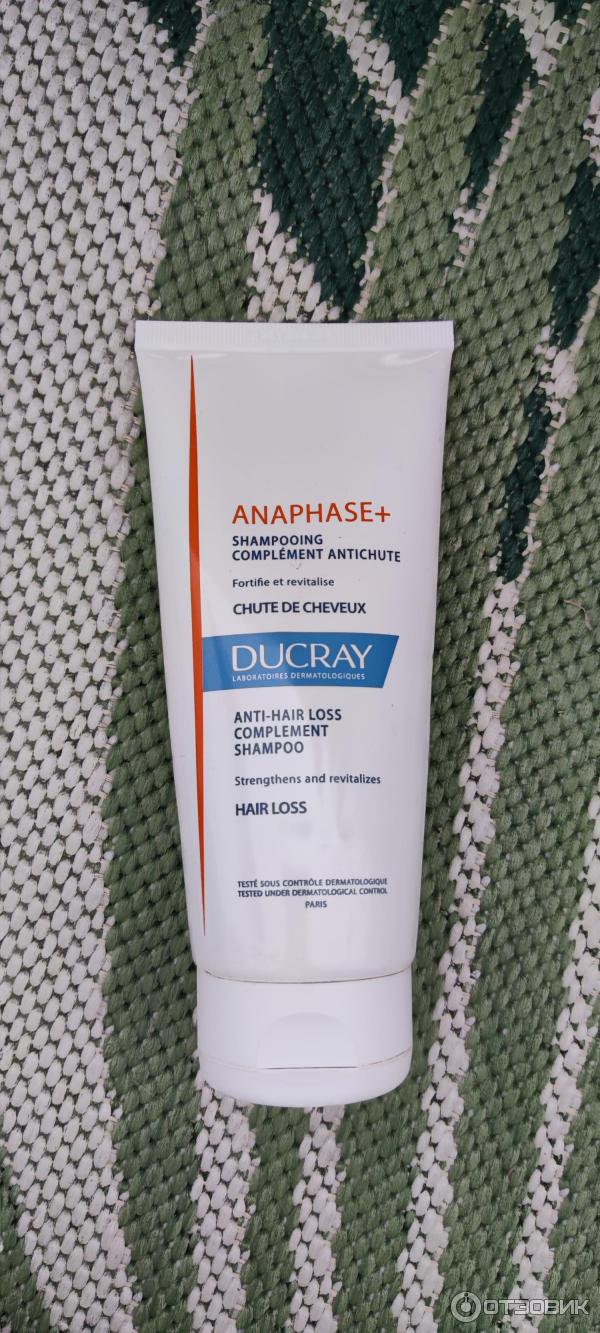 ANAPHASE+
SHAMPOOING
COMPLÉMENT ANTICHUTE
Fortifie et revitalise
CHUTE DE CHEVEUX
DUCRAY
LABORATOIRES DERMATOLOGIQUES
ANTI-HAIR LOSS
COMPLEMENT
SHAMPOO
Strengthens and revitalizes
HAIR LOSS
TESTÉ SOUS CONTRÔLE DERMATOLOGIQUE
TESTED UNDER DERMATOLOGICAL CONTROL
PARIS
ОТЗОВИК